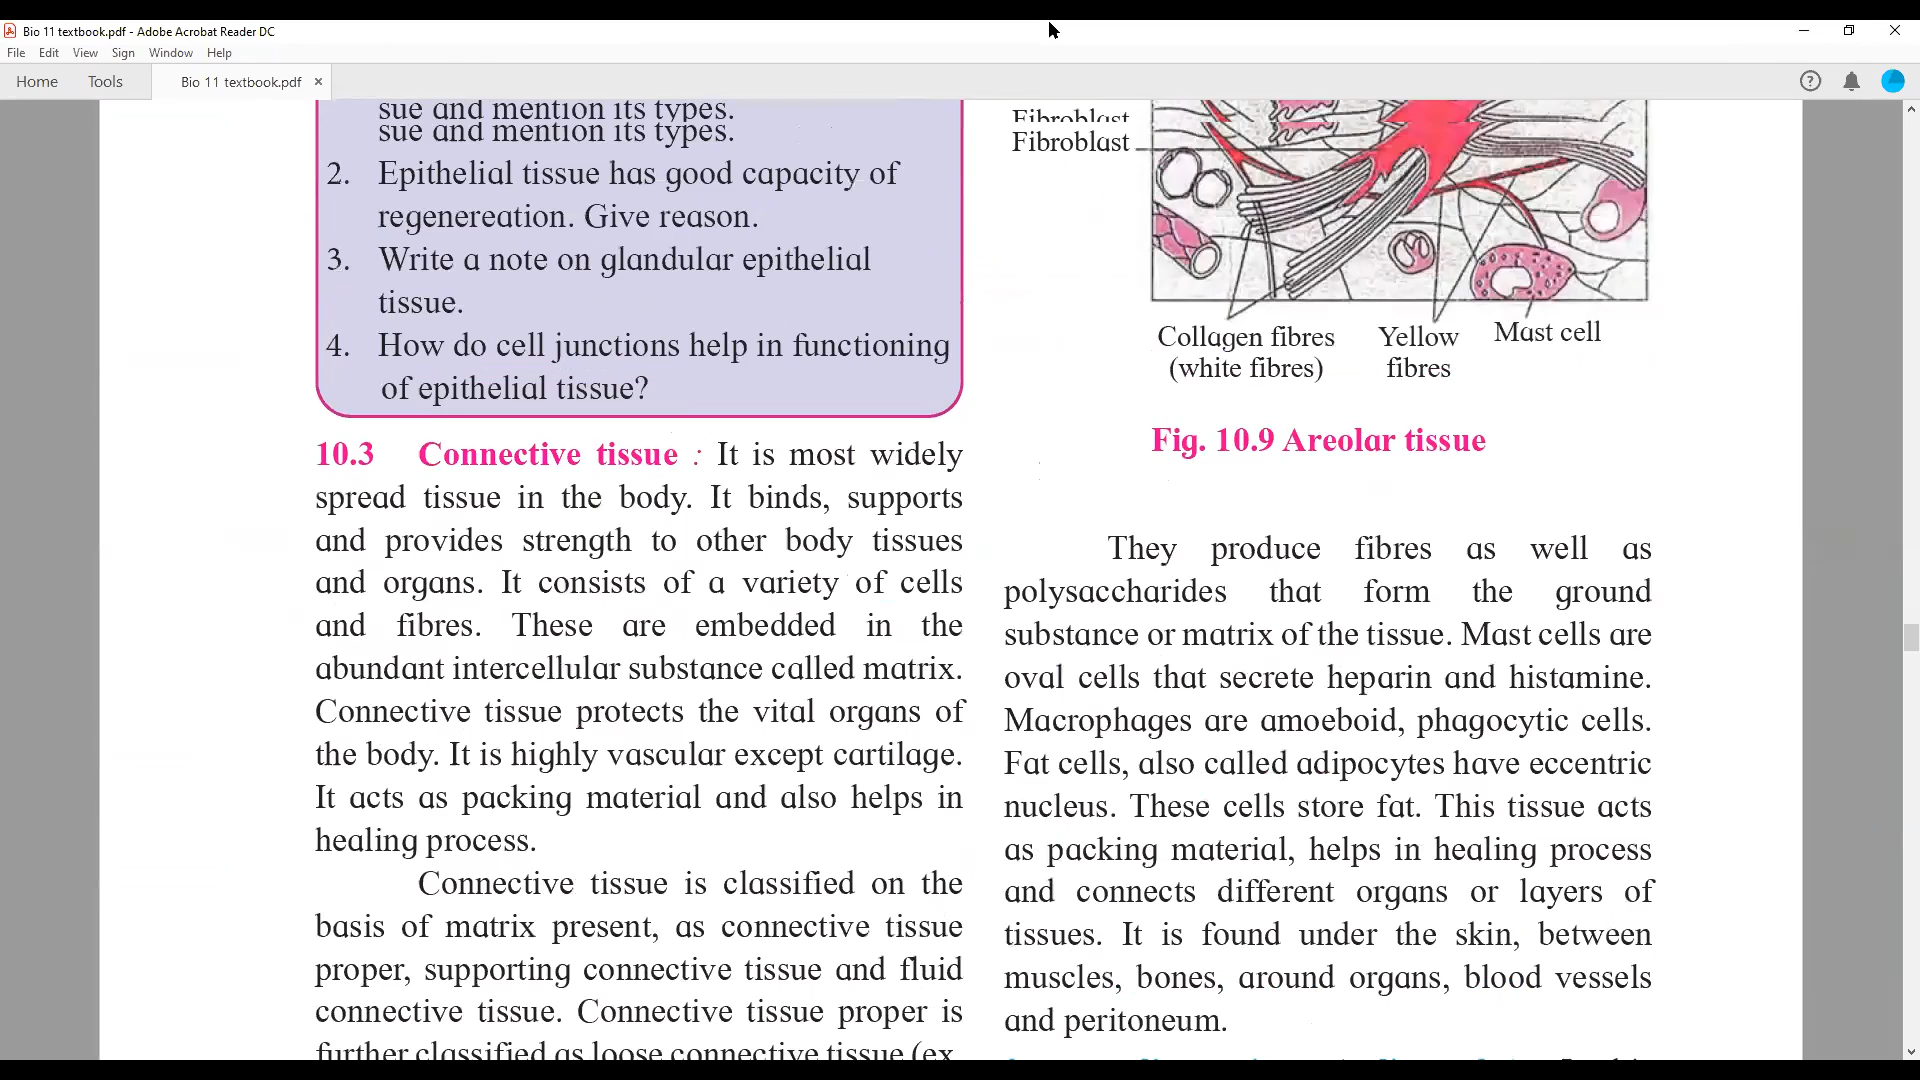 Bio 11 textbook.pdf - Adobe Acrobat Reader DC
File Edit View Sign Window Help
Home Tools Bio 11 textbook.pdf ×
sue and mention its types.
sue and mention its types.
2. Epithelial tissue has good capacity of
regenereation. Give reason.
3. Write a note on glandular epithelial
tissue.
4. How do cell junctions help in functioning
of epithelial tissue?
10.3 Connective tissue : It is most widely
spread tissue in the body. It binds, supports
and provides strength to other body tissues
and organs. It consists of a variety of cells
and fibres. These are embedded in the
abundant intercellular substance called matrix.
Connective tissue protects the vital organs of
the body. It is highly vascular except cartilage.
It acts as packing material and also helps in
healing process.
Connective tissue is classified on the
basis of matrix present, as connective tissue
proper, supporting connective tissue and fluid
connective tissue. Connective tissue proper is
further classified as loose connective tissue (ex.
Fibroblast
Fibroblast
Collagen fibres
(white fibres)
Yellow
fibres
Mast cell
Fig. 10.9 Areolar tissue
They produce fibres as well as
polysaccharides that form the ground
substance or matrix of the tissue. Mast cells are
oval cells that secrete heparin and histamine.
Macrophages are amoeboid, phagocytic cells.
Fat cells, also called adipocytes have eccentric
nucleus. These cells store fat. This tissue acts
as packing material, helps in healing process
and connects different organs or layers of
tissues. It is found under the skin, between
muscles, bones, around organs, blood vessels
and peritoneum.